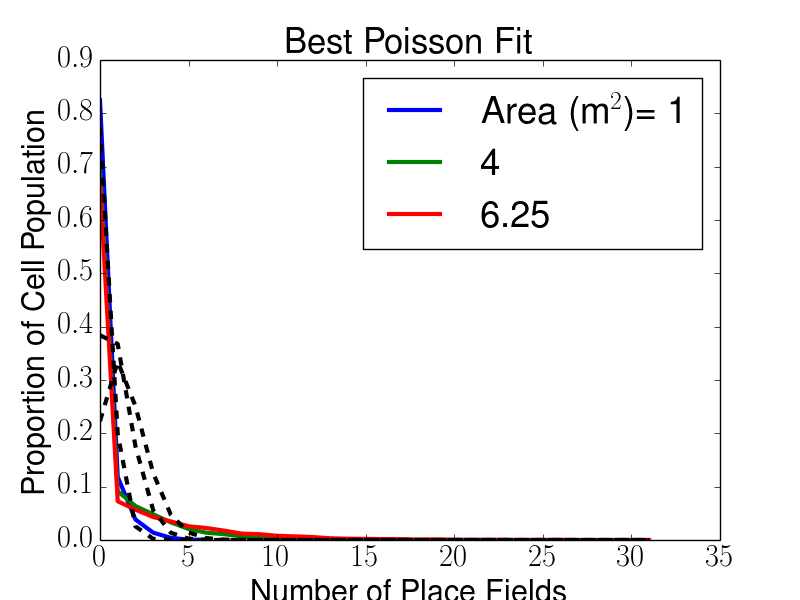 Best Poisson Fit
Proportion of Cell Population
0.9
0.8
0.7
0.6
0.5
0.4
0.3
0.2
0.1
0.0
Area (m²)= 1
4
6.25
0 5 10 15 20 25 30 35
Number of Place Fields